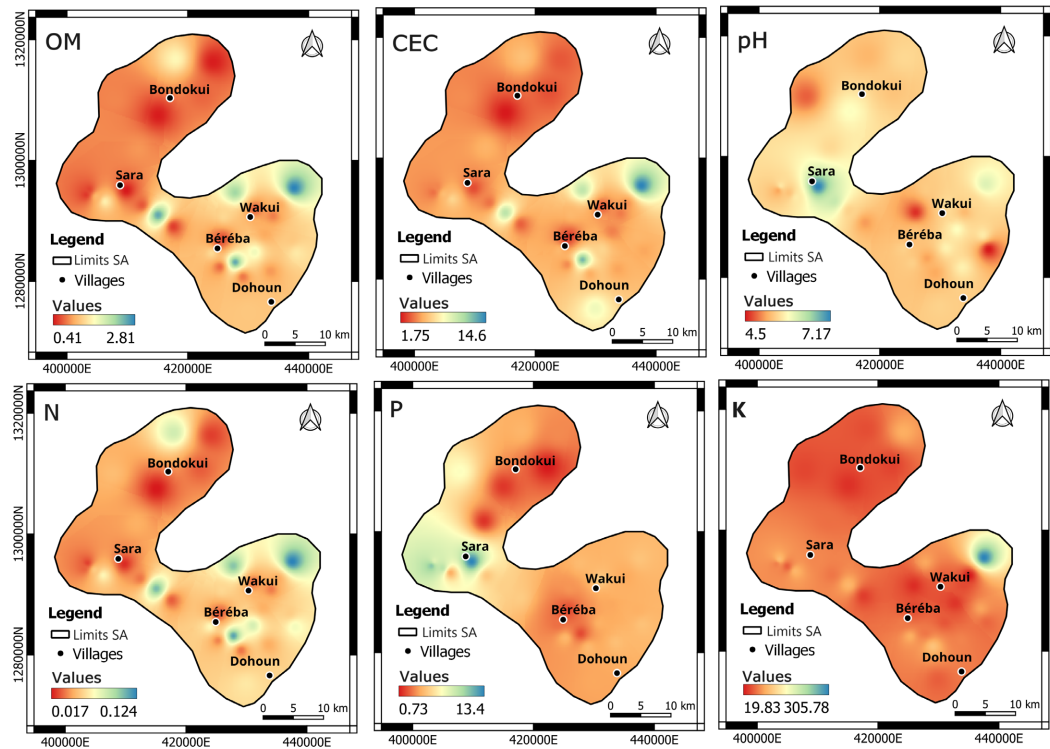 OM
Bondokui
Sara
Wakui
Béréba
Dohoun
Legend
Limits SA
Villages
Values
0.41 2.81
0 5 10 km
1320000N
1300000N
1280000N
CEC
Bondokui
Sara
Wakui
Béréba
Dohoun
Legend
Limits SA
Villages
Values
1.75 14.6
0 5 10 km
pH
Bondokui
Sara
Wakui
Béréba
Dohoun
Legend
Limits SA
Villages
Values
4.5 7.17
0 5 10 km
400000E 420000E 440000E
400000E 420000E 440000E
400000E 420000E 440000E
N
Bondokui
Sara
Wakui
Béréba
Dohoun
Legend
Limits SA
Villages
Values
0.017 0.124
0 5 10 km
1320000N
1300000N
1280000N
P
Bondokui
Sara
Wakui
Béréba
Dohoun
Legend
Limits SA
Villages
Values
0.73 13.4
0 5 10 km
K
Bondokui
Sara
Wakui
Béréba
Dohoun
Legend
Limits SA
Villages
Values
19.83 305.78
0 5 10 km
400000E 420000E 440000E
400000E 420000E 440000E
400000E 420000E 440000E